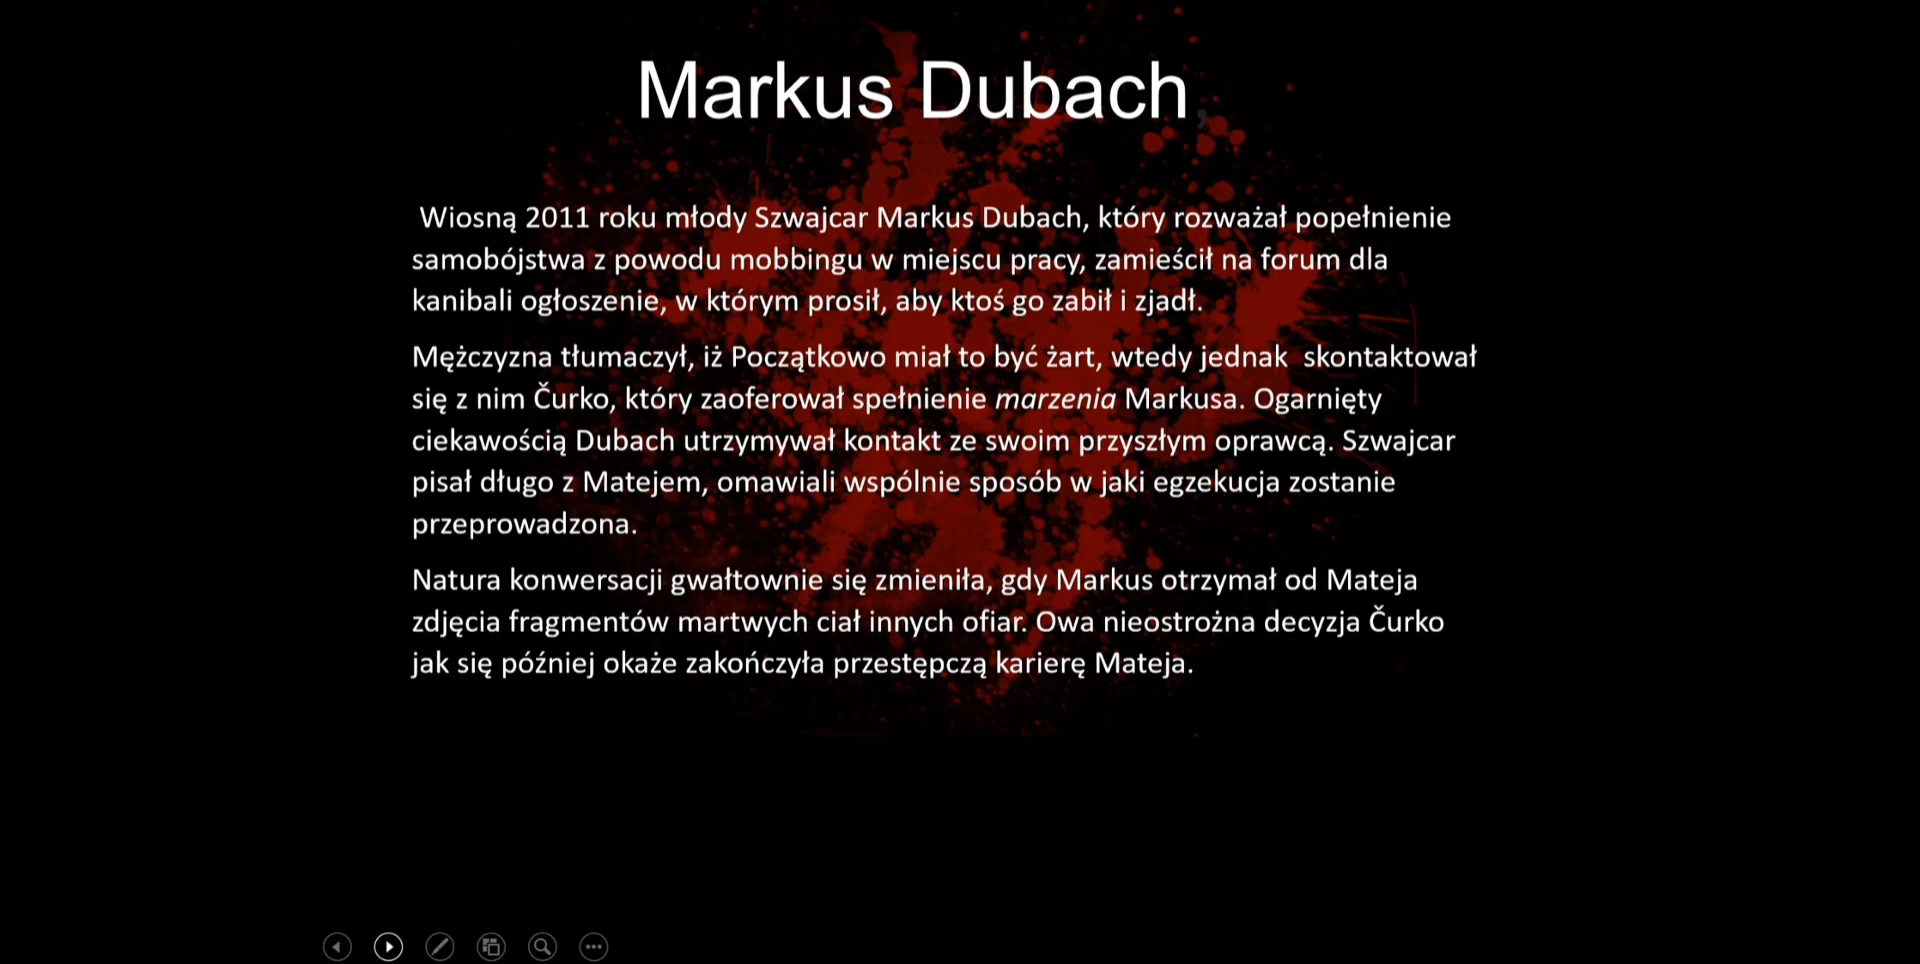 Markus Dubach,
Wiosną 2011 roku młody Szwajcar Markus Dubach, który rozważał popełnienie
samobójstwa z powodu mobbingu w miejscu pracy, zamieścił na forum dla
kanibali ogłoszenie, w którym prosił, aby ktoś go zabił i zjadł.
Mężczyzna tłumaczył, iż Początkowo miał to być żart, wtedy jednak skontaktował
się z nim Čurko, który zaoferował spełnienie marzenia Markusa. Ogarnięty
ciekawością Dubach utrzymywał kontakt ze swoim przyszłym oprawcą. Szwajcar
pisał długo z Matejem, omawiali wspólnie sposób w jaki egzekucja zostanie
przeprowadzona.
Natura konwersacji gwałtownie się zmieniła, gdy Markus otrzymał od Mateja
zdjęcia fragmentów martwych ciał innych ofiar. Owa nieostrożna decyzja Čurko
jak się później okaże zakończyła przestępczą karierę Mateja.